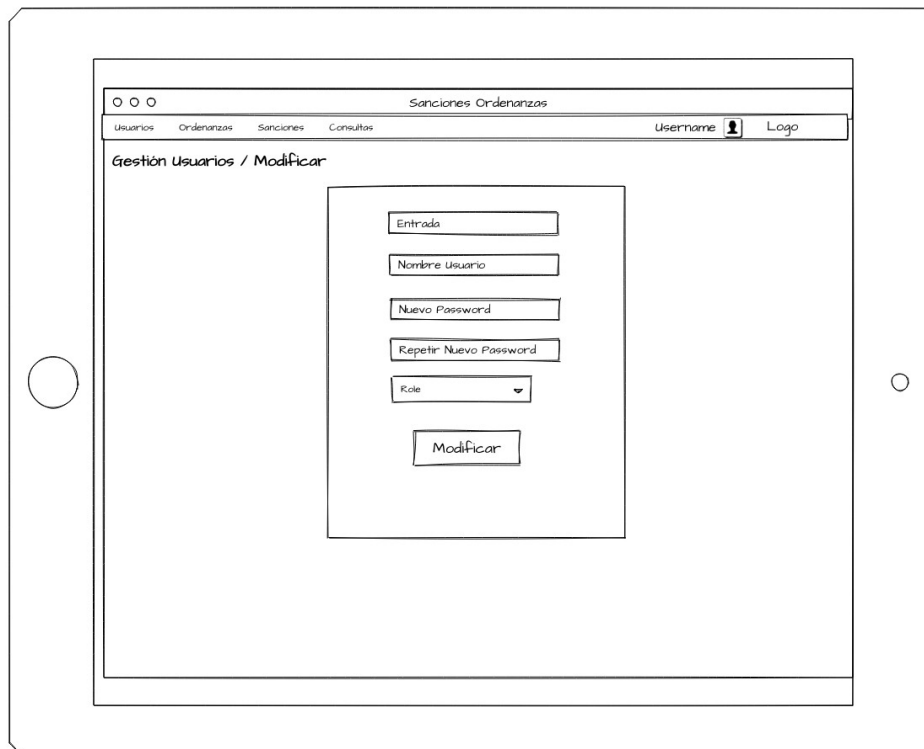 Sanciones Ordenanzas
Usuarios Ordenanzas Sanciones Consultas Username Logo
Gestión Usuarios / Modificar
Entrada
Nombre Usuario
Nuevo Password
Repetir Nuevo Password
Role
Modificar